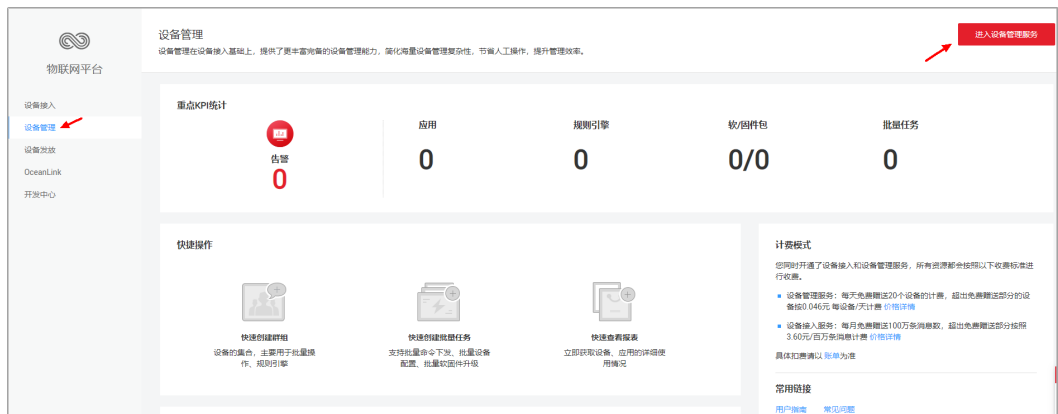 物联网平台
设备接入
设备管理
设备发放
OceanLink
开发中心
设备管理
设备管理在设备接入基础上，提供了更丰富完备的设备管理能力，简化海量设备管理复杂性，节省人工操作，提升管理效率。
进入设备管理服务
重点KPI统计
告警
0
应用
0
规则引擎
0
软/固件包
0/0
批量任务
0
快捷操作
快速创建群组
设备的集合，主要用于批量操
作、规则引擎
快速创建批量任务
支持批量命令下发、批量设备
配置、批量软固件升级
快速查看报表
立即获取设备、应用的详细使
用情况
计费模式
您同时开通了设备接入和设备管理服务，所有资源都会按照以下收费标准进
行收费。
设备管理服务：每天免费赠送20个设备的计费，超出免费赠送部分的设
备按0.046元 每设备/天计费 价格详情
设备接入服务：每月免费赠送100万条消息数，超出免费赠送部分按照
3.60元/百万条消息计费 价格详情
具体扣费请以 账单为准
常用链接
用户指南 常见问题